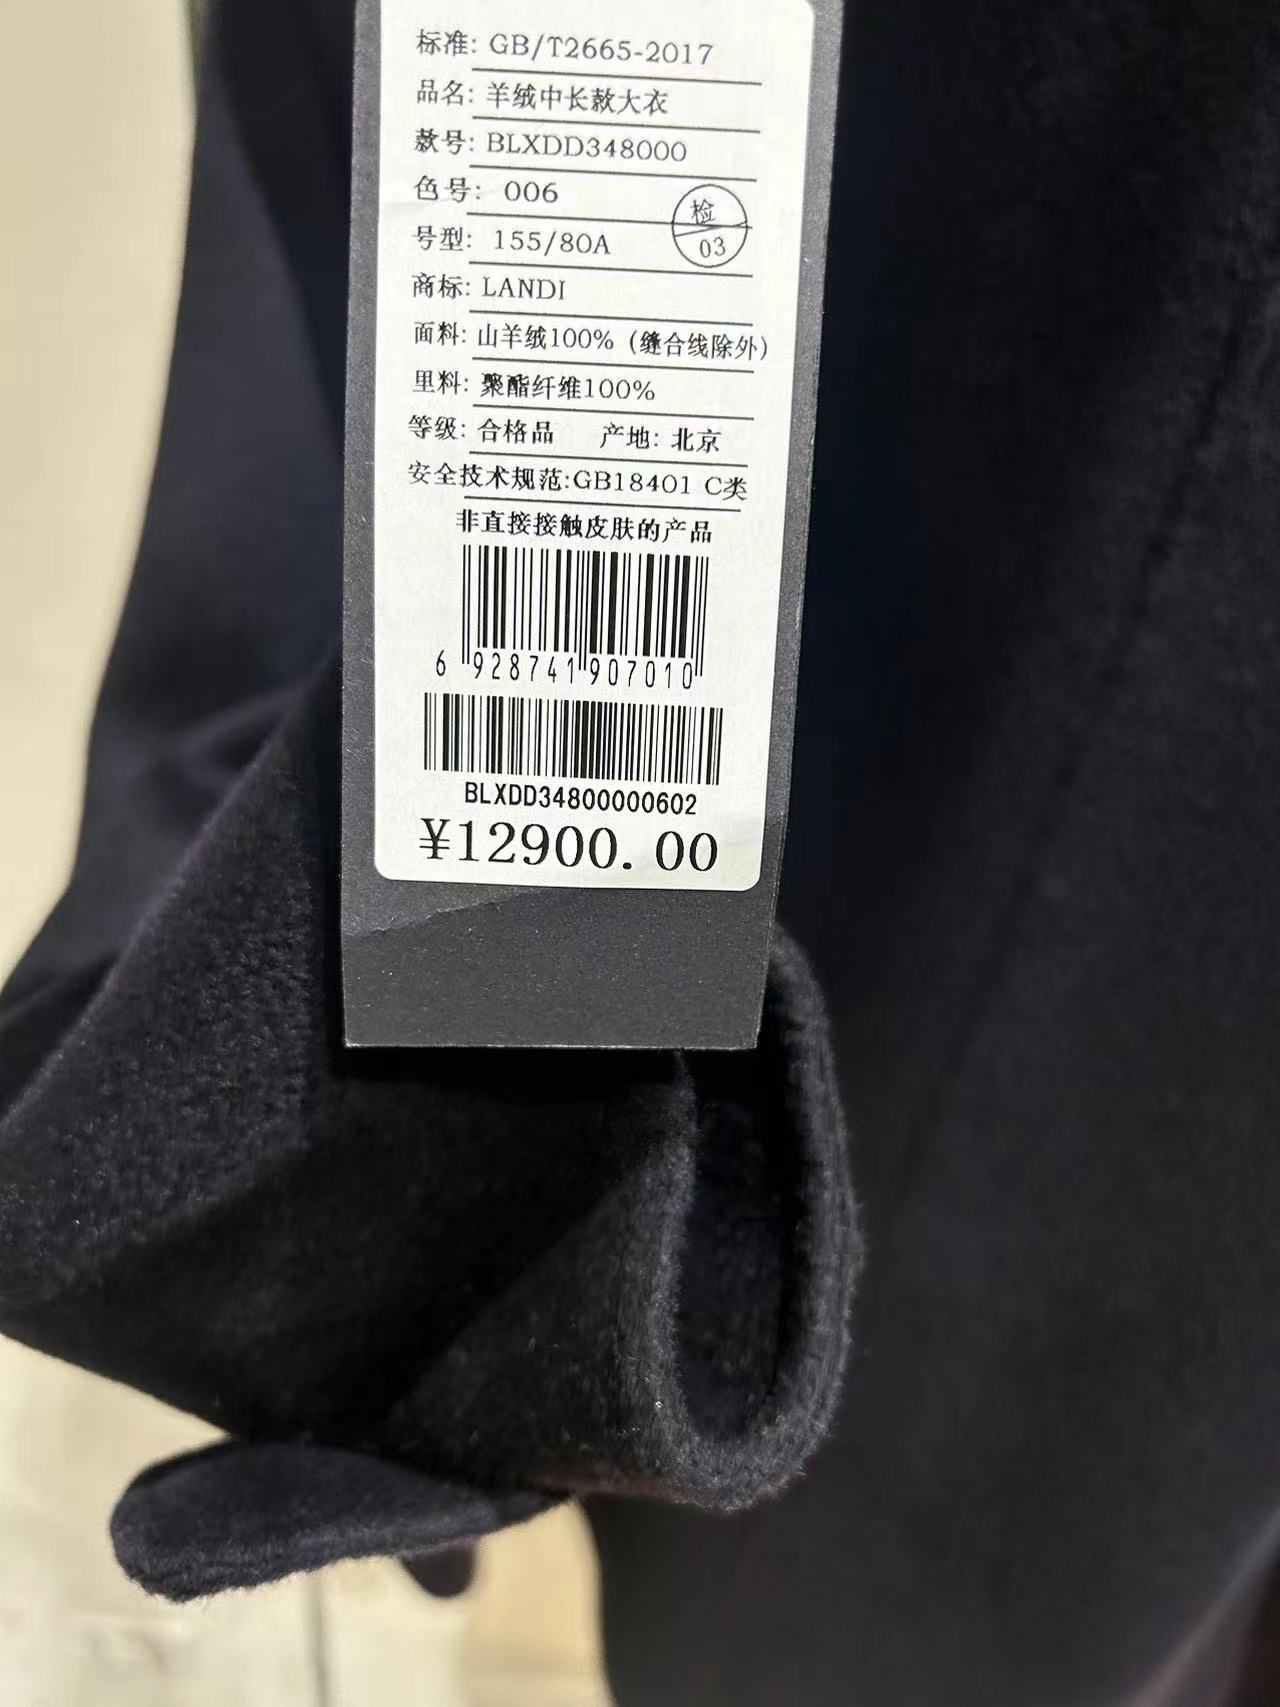 标准: GB/T2665-2017
品名: 羊绒中长款大衣
款号: BLXDD348000
色号: 006
检
03
号型: 155/80A
商标: LANDI
面料: 山羊绒100%（缝合线除外）
里料: 聚酯纤维100%
等级: 合格品 产地: 北京
安全技术规范:GB18401 C类
非直接接触皮肤的产品
6 928741 907010
BLXDD34800000602
¥12900.00